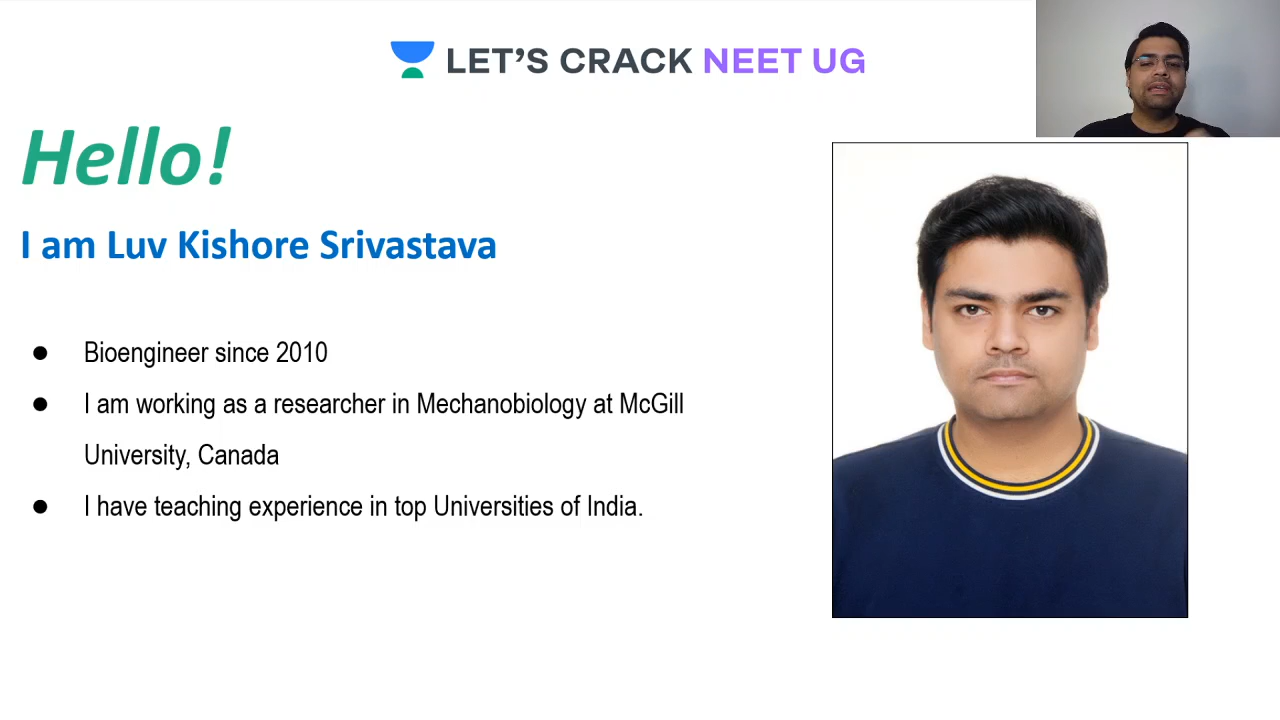 LET'S CRACK NEET UG
Hello!
I am Luv Kishore Srivastava
● Bioengineer since 2010
● I am working as a researcher in Mechanobiology at McGill
University, Canada
● I have teaching experience in top Universities of India.